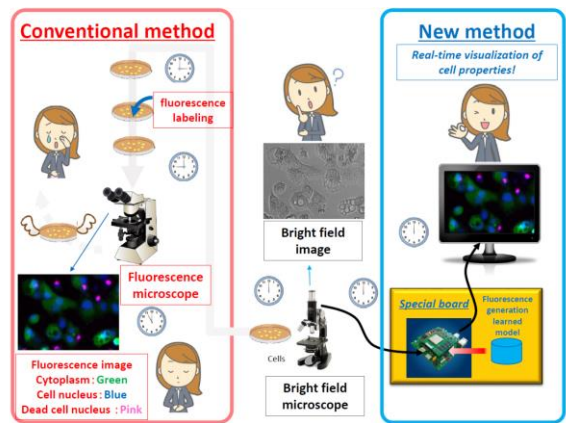 Conventional method
fluorescence
labeling
Fluorescence
microscope
Fluorescence image
Cytoplasm : Green
Cell nucleus : Blue
Dead cell nucleus : Pink
?
Bright field
image
Cells
Bright field
microscope
New method
Real-time visualization of
cell properties!
Special board
Fluorescence
generation
learned
model